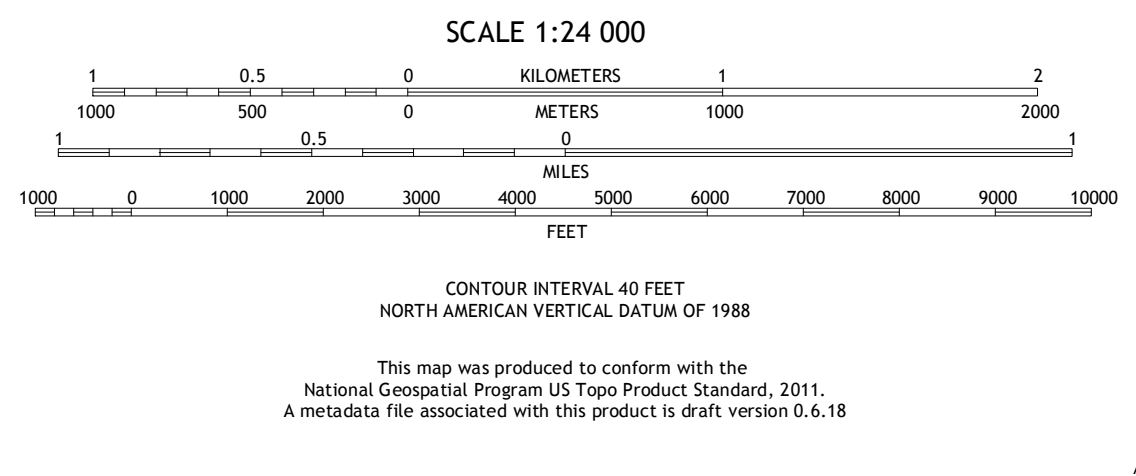 SCALE 1:24 000
1 0.5 0 KILOMETERS 1 2
1000 500 0 METERS 1000 2000
1 0.5 0 1
MILES
1000 0 1000 2000 3000 4000 5000 6000 7000 8000 9000 10000
FEET
CONTOUR INTERVAL 40 FEET
NORTH AMERICAN VERTICAL DATUM OF 1988
This map was produced to conform with the
National Geospatial Program US Topo Product Standard, 2011.
A metadata file associated with this product is draft version 0.6.18